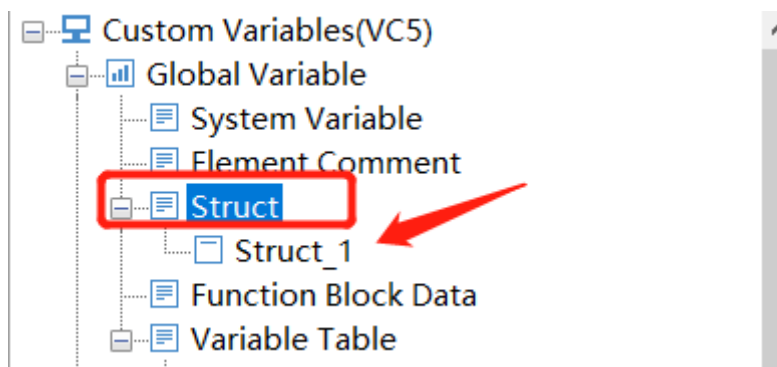 Custom Variables(VC5)
Global Variable
System Variable
Element Comment
Struct
Struct_1
Function Block Data
Variable Table